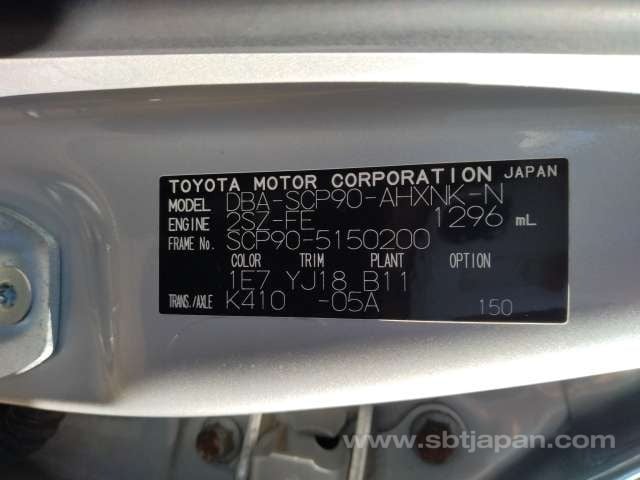 TOYOTA MOTOR CORPORATION JAPAN
MODEL DBA-SCP90-AHXNK-N
ENGINE 2SZ-FE 1296 mL
FRAME No. SCP90-5150200
COLOR TRIM PLANT OPTION
1E7 YJ18 B11
TRANS./AXLE K410 -05A 150
www.sbtjapan.com